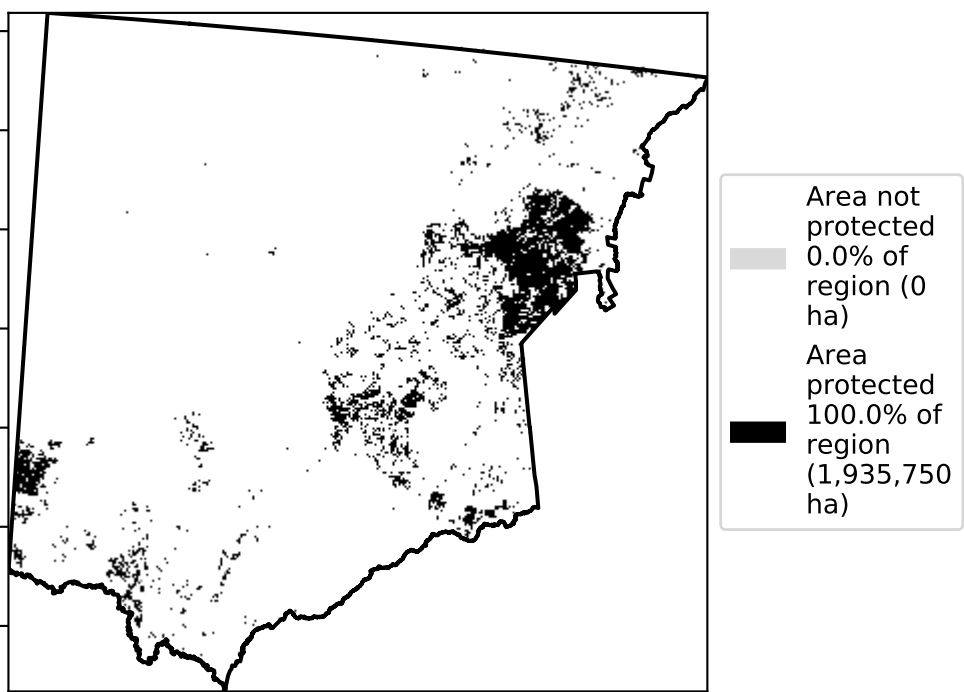 Area not
protected
0.0% of
region (0
ha)
Area
protected
100.0% of
region
(1,935,750
ha)